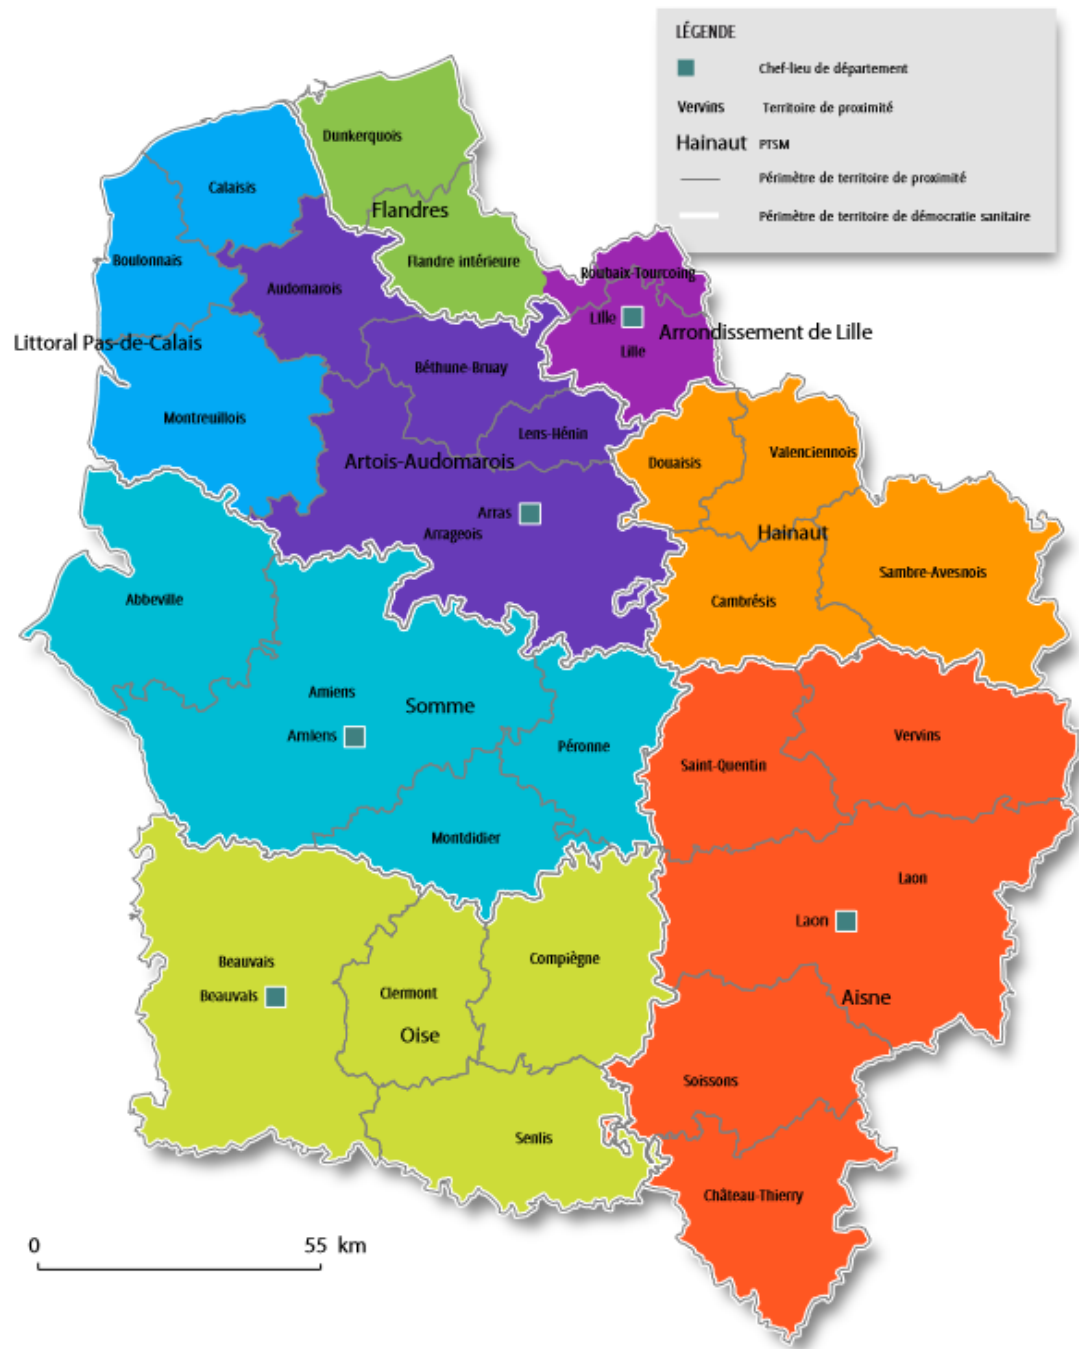 LÉGENDE
Chef-lieu de département
Vervins Territoire de proximité
Hainaut PTSM
Périmètre de territoire de proximité
Périmètre de territoire de démocratie sanitaire
Dunkerquois
Calaisis
Flandres
Boulonnais
Flandre intérieure
Audomarois
Roubaix-Tourcoing
Lille
Arrondissement de Lille
Littoral Pas-de-Calais
Lille
Béthune-Bruay
Montreuillois
Lens-Hénin
Artois-Audomarois
Douaisis
Valenciennois
Arras
Arrageois
Hainaut
Sambre-Avesnois
Abbeville
Cambrésis
Amiens
Somme
Amiens
Péronne
Saint-Quentin
Vervins
Montdidier
Laon
Laon
Beauvais
Compiègne
Beauvais
Clermont
Aisne
Oise
Soissons
Senlis
Château-Thierry
0 55 km